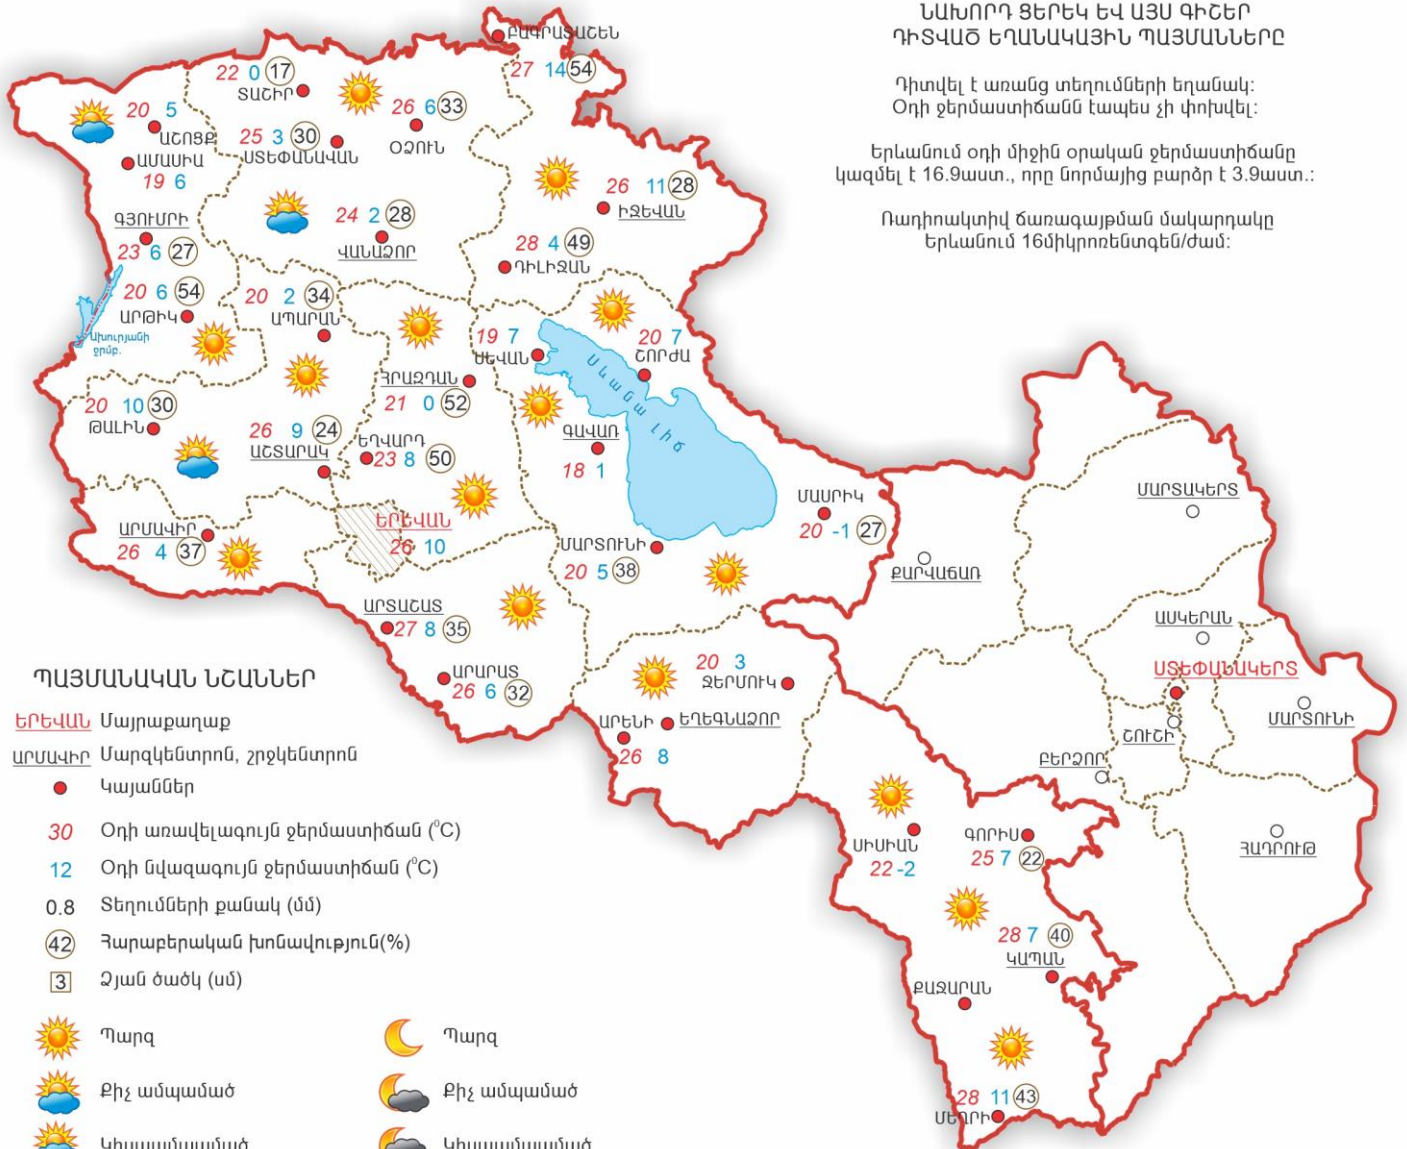 ՆԱԽՈՐԴ ՑԵՐԵԿ ԵՎ ԱՅՍ ԳԻՇԵՐ
ԴԻՏՎԱԾ ԵՂԱՆԱԿԱՅԻՆ ՊԱՅՄԱՆՆԵՐԸ
Դիտվել է առանց տեղումների եղանակ:
Օդի ջերմաստիճանն էապես չի փոխվել:
Երևանում օդի միջին օրական ջերմաստիճանը
կազմել է 16.9աստ., որը նորմայից բարձր է 3.9աստ.:
Ռադիոակտիվ ճառագայթման մակարդակը
Երևանում 16միկրոռենտգեն/ժամ:
ԲԱԳՐԱՏԱՇԵՆ
27 14 54
22 0 17
ՏԱՇԻՐ
20 5
ԱՇՈՑՔ
ԱՄԱՍԻԱ
19 6
25 3 30
ՍՏԵՓԱՆԱՎԱՆ
26 6 33
ՕՁՈՒՆ
26 11 28
ԻՋԵՎԱՆ
24 2 28
ՎԱՆԱՁՈՐ
28 4 49
ԴԻԼԻՋԱՆ
ԳՅՈՒՄՐԻ
23 6 27
20 6 54
ԱՐԹԻԿ
Ախուրյանի
ջրմբ.
20 2 34
ԱՊԱՐԱՆ
19 7
ՍԵՎԱՆ
20 7
ՇՈՐԺԱ
Սևանա լիճ
ՀՐԱԶԴԱՆ
21 0 52
20 10 30
ԹԱԼԻՆ
26 9 24
ԱՇՏԱՐԱԿ
ԵՂՎԱՐԴ
23 8 50
ԳԱՎԱՌ
18 1
ՄԱՍՐԻԿ
20 -1 27
ԱՐՄԱՎԻՐ
26 4 37
ԵՐԵՎԱՆ
26 10
ՄԱՐՏՈՒՆԻ
20 5 38
ԱՐՏԱՇԱՏ
27 8 35
ԱՐԱՐԱՏ
26 6 32
20 3
ՋԵՐՄՈՒԿ
ԱՐԵՆԻ
26 8
ԵՂԵԳՆԱՁՈՐ
ՄԱՐՏԱԿԵՐՏ
ՔԱՐՎԱՃԱՌ
ԱՍԿԵՐԱՆ
ՍՏԵՓԱՆԱԿԵՐՏ
ՄԱՐՏՈՒՆԻ
ՇՈՒՇԻ
ԲԵՐՁՈՐ
ՀԱԴՐՈՒԹ
ՍԻՍԻԱՆ
22 -2
ԳՈՐԻՍ
25 7 22
28 7 40
ԿԱՊԱՆ
ՔԱՋԱՐԱՆ
28 11 43
ՄԵՂՐԻ
ՊԱՅՄԱՆԱԿԱՆ ՆՇԱՆՆԵՐ
ԵՐԵՎԱՆ Մայրաքաղաք
ԱՐՄԱՎԻՐ Մարզկենտրոն, շրջկենտրոն
Կայաններ
30 Օդի առավելագույն ջերմաստիճան (⁰C)
12 Օդի նվազագույն ջերմաստիճան (⁰C)
0.8 Տեղումների քանակ (մմ)
42 Հարաբերական խոնավություն(%)
3 Ձյան ծածկ (սմ)
Պարզ Պարզ
Քիչ ամպամած Քիչ ամպամած
Կիսաամպամած Կիսաամպամած